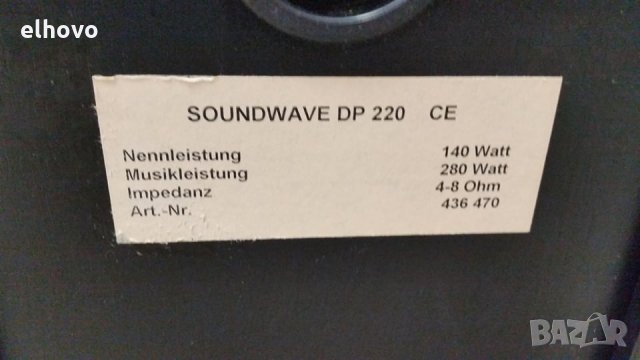 elhovo
SOUNDWAVE DP 220 CE
Nennleistung 140 Watt
Musikleistung 280 Watt
Impedanz 4-8 Ohm
Art.-Nr. 436 470
BAZAR